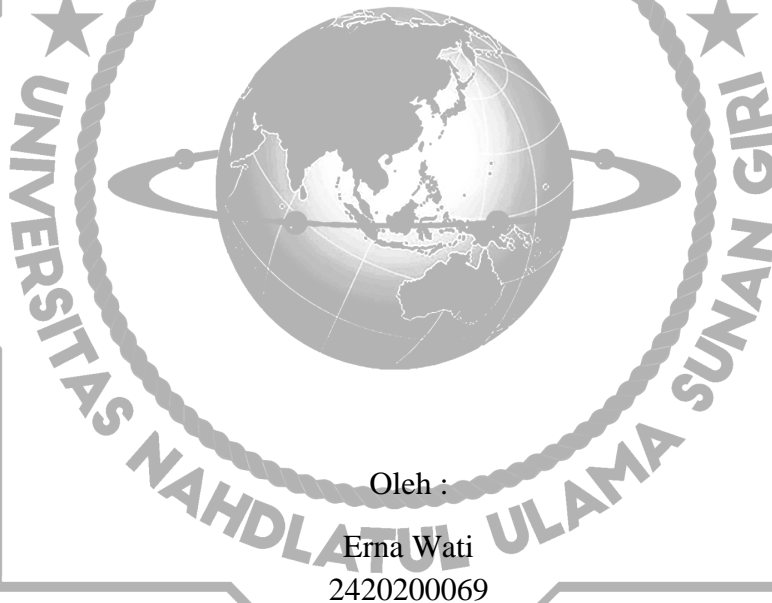 UNIVERSITAS NAHDLATUL ULAMA SUNAN GIRI
Oleh :
Erna Wati
2420200069